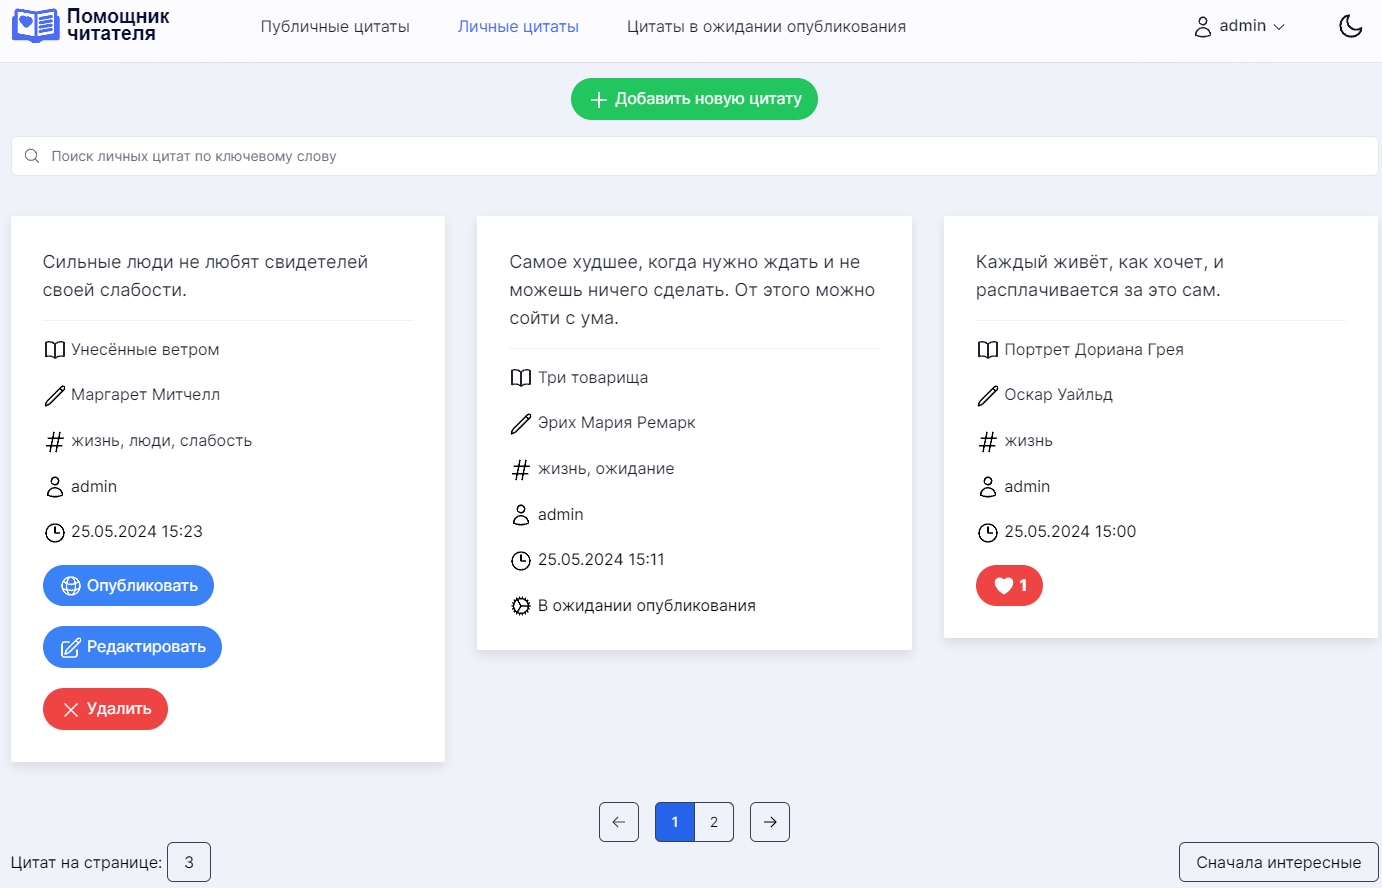 Помощник
читателя
Публичные цитаты
Личные цитаты
Цитаты в ожидании опубликования
admin
Добавить новую цитату
Поиск личных цитат по ключевому слову
Сильные люди не любят свидетелей
своей слабости.
Унесённые ветром
Маргарет Митчелл
жизнь, люди, слабость
admin
25.05.2024 15:23
Опубликовать
Редактировать
Удалить
Самое худшее, когда нужно ждать и не
можешь ничего сделать. От этого можно
сойти с ума.
Три товарища
Эрих Мария Ремарк
жизнь, ожидание
admin
25.05.2024 15:11
В ожидании опубликования
Каждый живёт, как хочет, и
расплачивается за это сам.
Портрет Дориана Грея
Оскар Уайльд
жизнь
admin
25.05.2024 15:00
1
1
2
Цитат на странице: 3
Сначала интересные